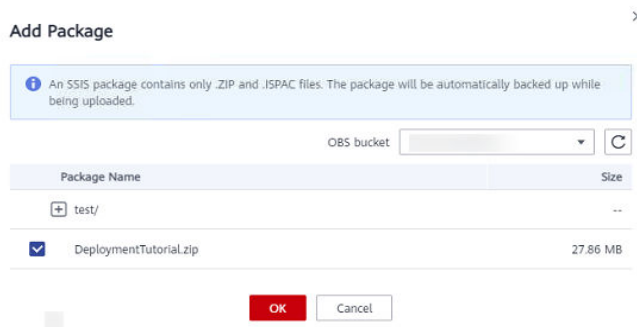 Add Package
An SSIS package contains only .ZIP and .ISPAC files. The package will be automatically backed up while
being uploaded.
OBS bucket
Package Name Size
test/ --
DeploymentTutorial.zip 27.86 MB
OK Cancel